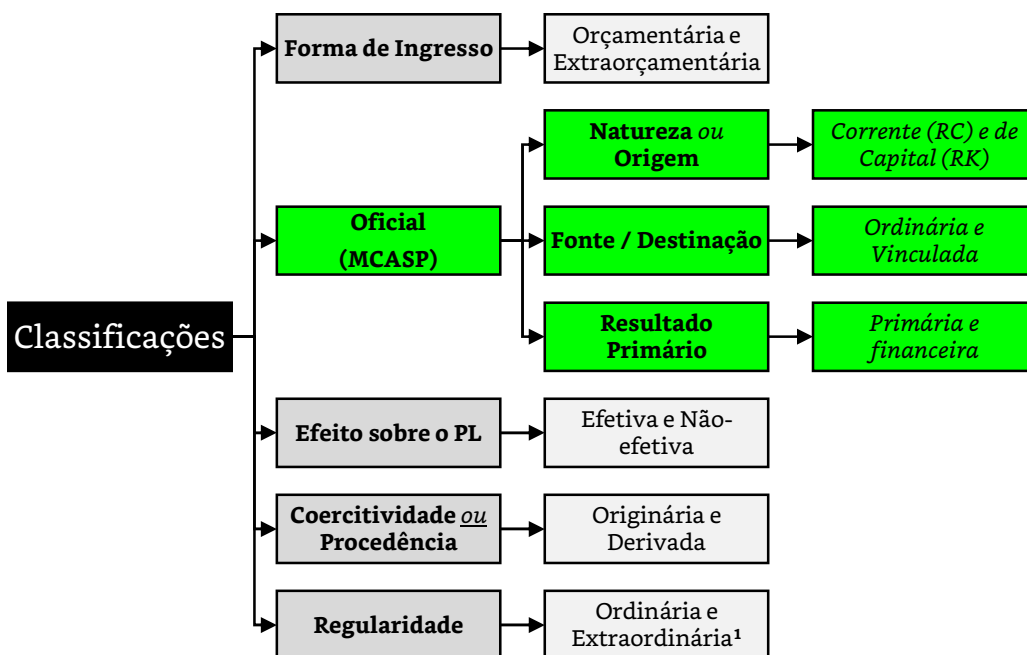 Forma de Ingresso
Orçamentária e
Extraorçamentária
Natureza ou
Origem
Corrente (RC) e de
Capital (RK)
Oficial
(MCASP)
Fonte / Destinação
Ordinária e
Vinculada
Classificações
Resultado
Primário
Primária e
financeira
Efeito sobre o PL
Efetiva e Não-
efetiva
Coercitividade ou
Procedência
Originária e
Derivada
Regularidade
Ordinária e
Extraordinária¹